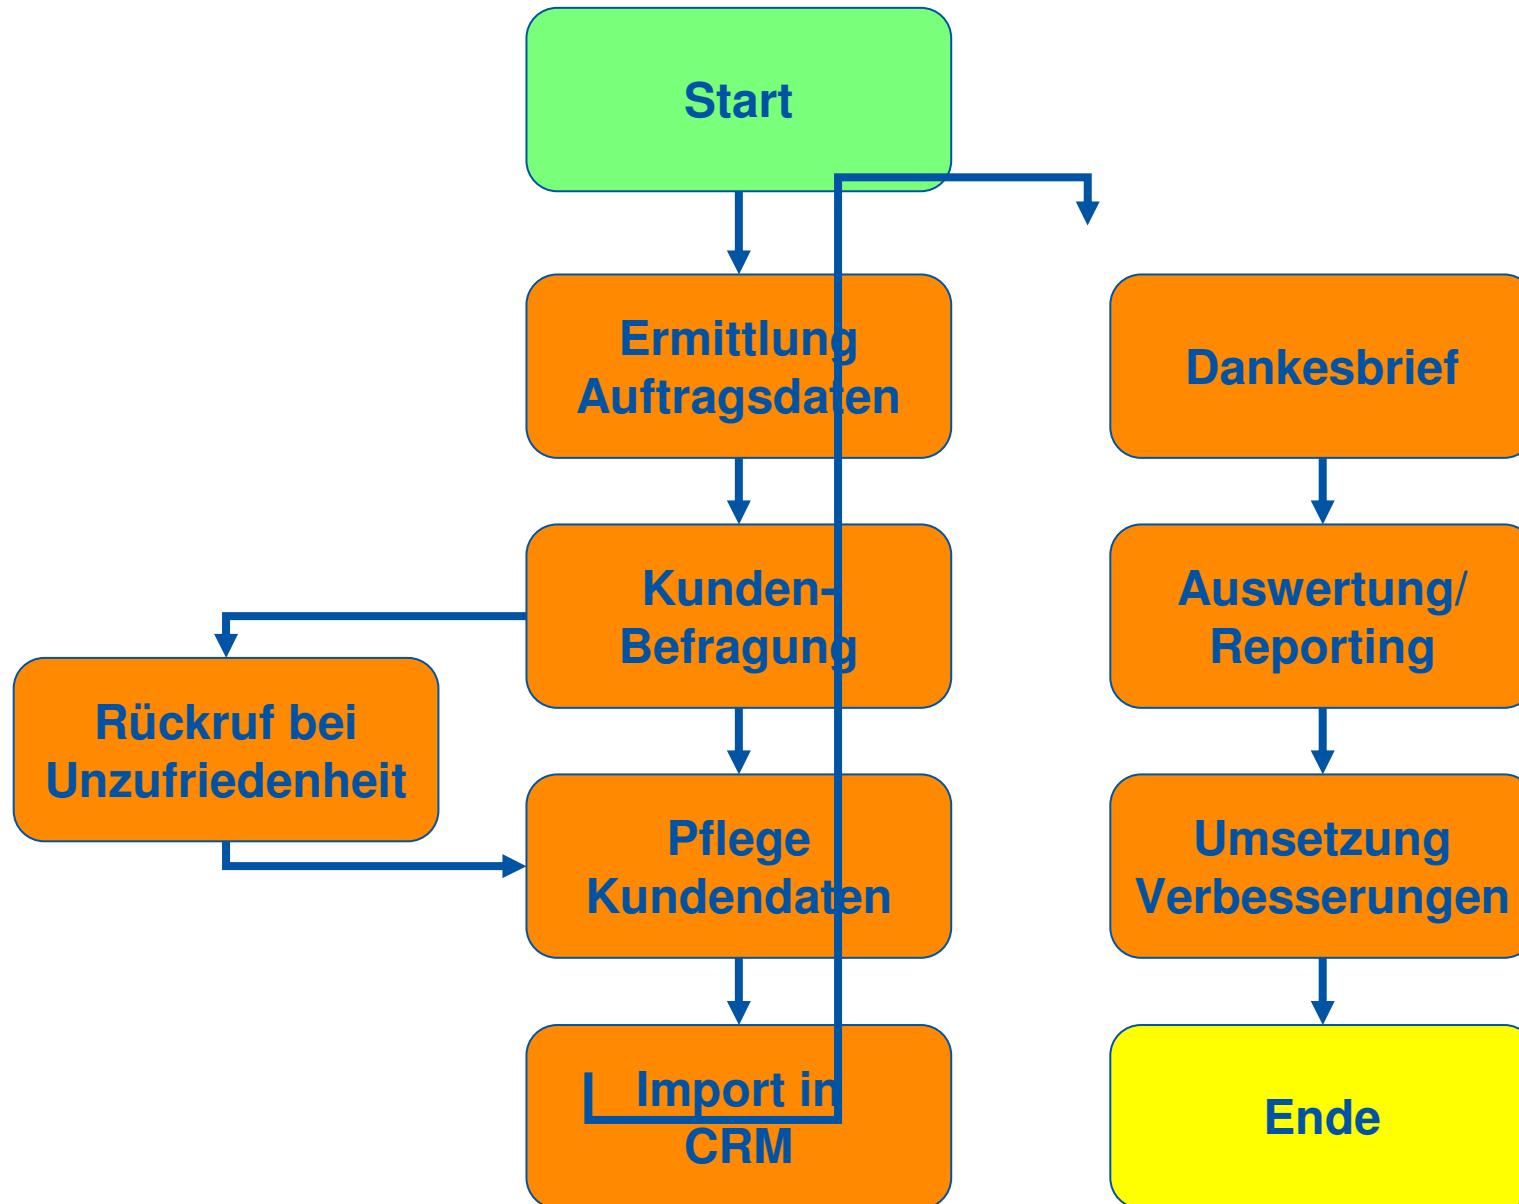 Start
Ermittlung
Auftragsdaten
Kunden-
Befragung
Rückruf bei
Unzufriedenheit
Pflege
Kundendaten
Import in
CRM
Dankesbrief
Auswertung/
Reporting
Umsetzung
Verbesserungen
Ende